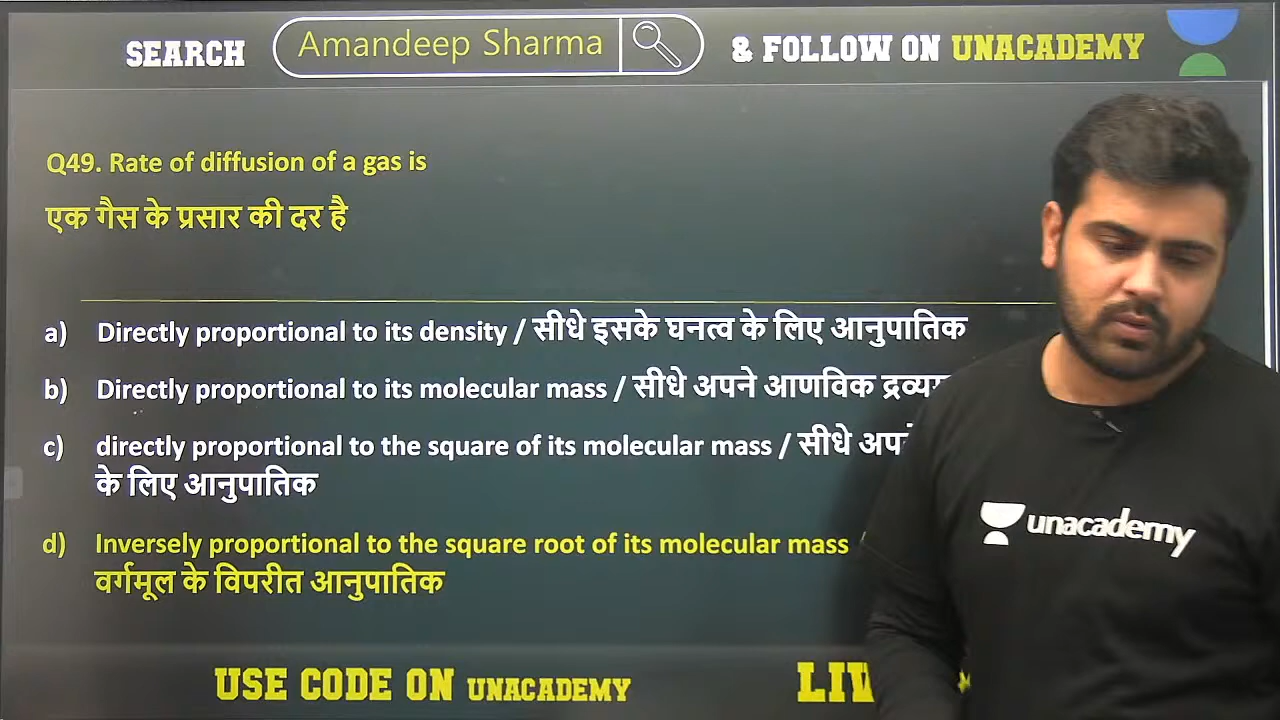 SEARCH Amandeep Sharma & FOLLOW ON UNACADEMY
Q49. Rate of diffusion of a gas is
एक गैस के प्रसार की दर है
a) Directly proportional to its density / सीधे इसके घनत्व के लिए आनुपातिक
b) Directly proportional to its molecular mass / सीधे अपने आणविक
c) directly proportional to the square of its molecular mass / सीधे
के लिए आनुपातिक
d) Inversely proportional to the square root of its molecular mass
वर्गमूल के विपरीत आनुपातिक
unacademy
USE CODE ON UNACADEMY